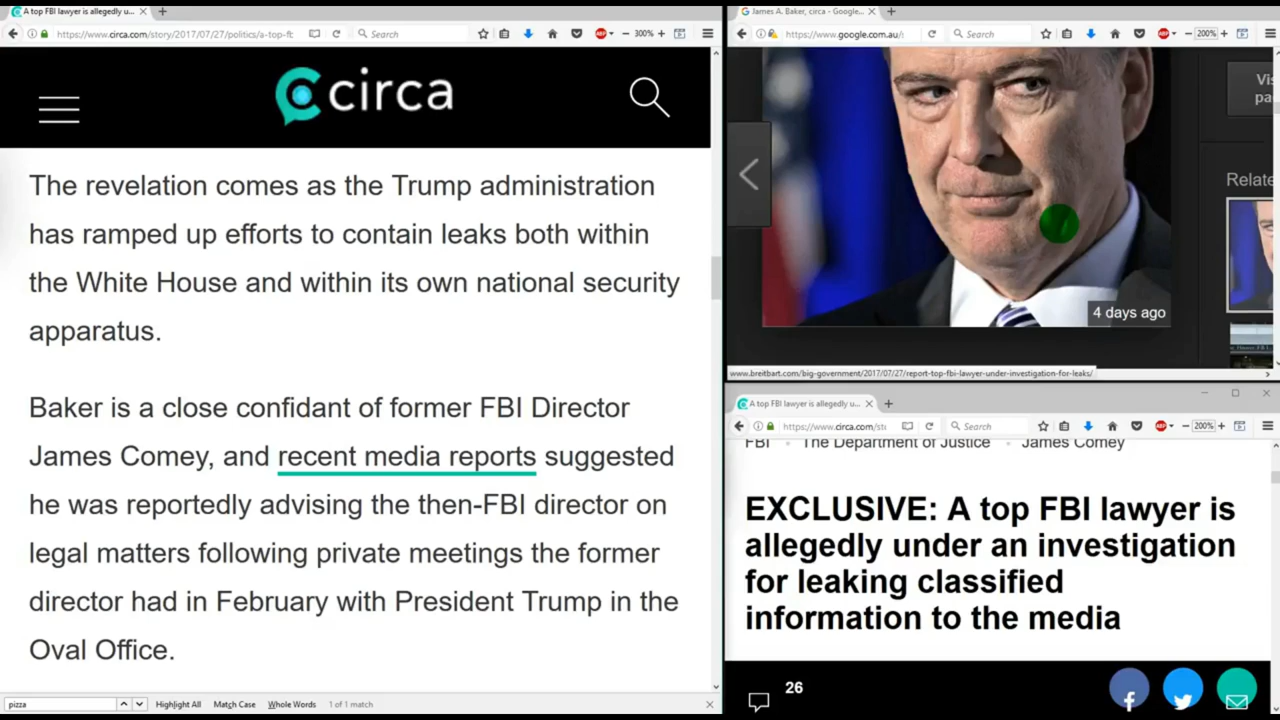 A top FBI lawyer is allegedly u...
https://www.circa.com/story/2017/07/27/politics/a-top-ft
Search
300%
circa
The revelation comes as the Trump administration
has ramped up efforts to contain leaks both within
the White House and within its own national security
apparatus.
Baker is a close confidant of former FBI Director
James Comey, and recent media reports suggested
he was reportedly advising the then-FBI director on
legal matters following private meetings the former
director had in February with President Trump in the
Oval Office.
pizza
Highlight All
Match Case
Whole Words
1 of 1 match
James A. Baker, circa - Google...
https://www.google.com.au/
Search
200%
Vis
pa
Relate
4 days ago
www.breitbart.com/big-government/2017/07/27/report-top-fbi-lawyer-under-investigation-for-leaks/
A top FBI lawyer is allegedly u...
https://www.circa.com/st
Search
200%
FBI • The Department of Justice • James Comey
EXCLUSIVE: A top FBI lawyer is
allegedly under an investigation
for leaking classified
information to the media
26